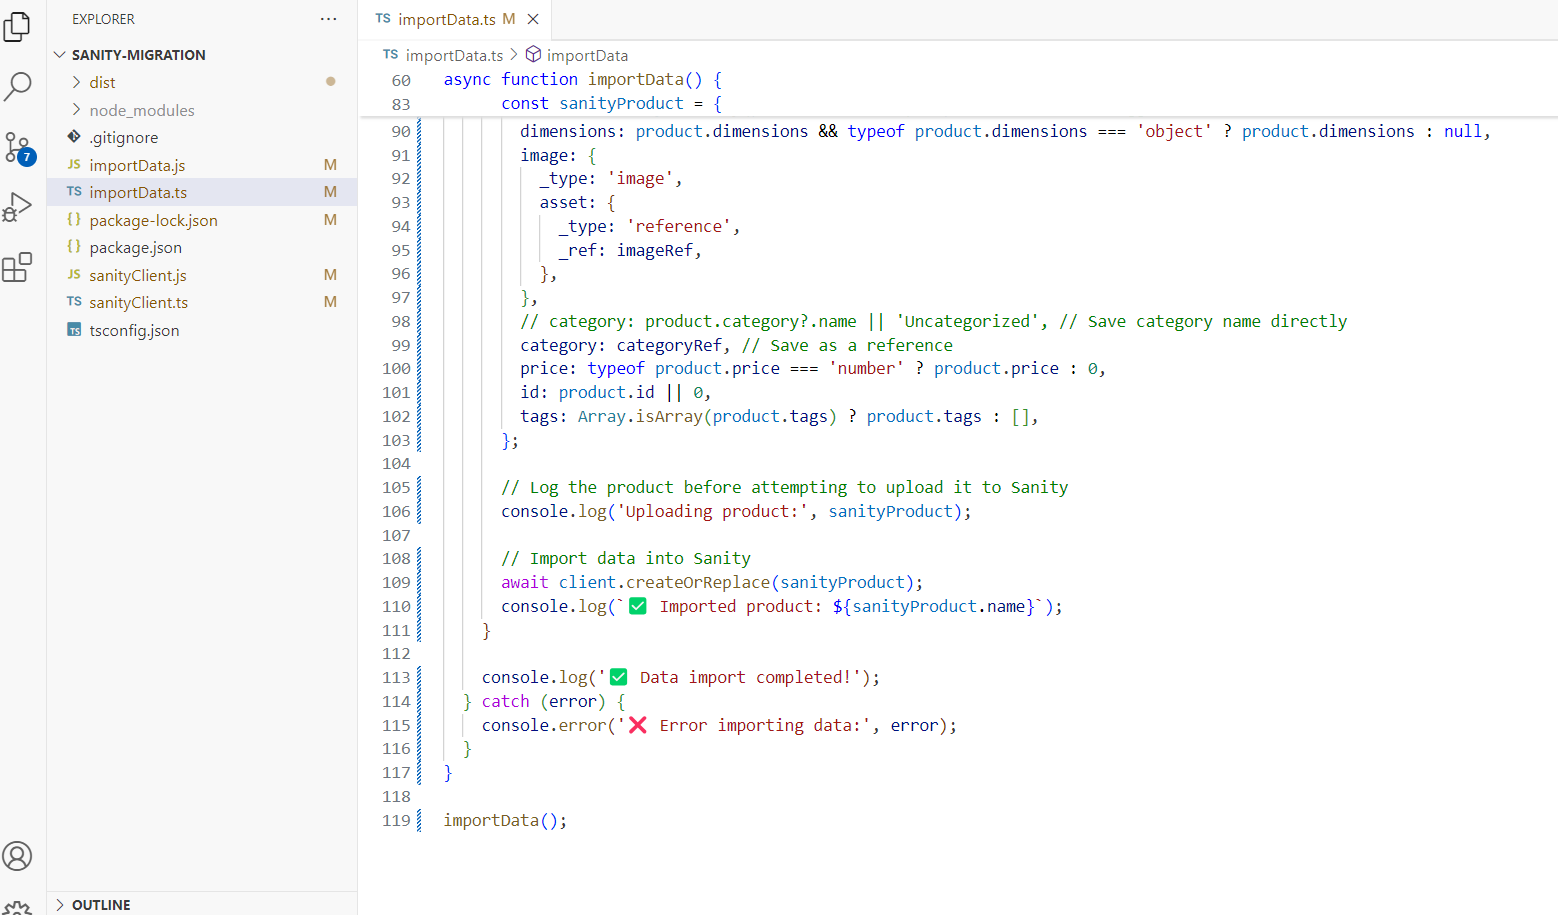 EXPLORER
SANITY-MIGRATION
dist
node_modules
.gitignore
JS importData.js M
TS importData.ts M
{} package-lock.json M
{} package.json
JS sanityClient.js M
TS sanityClient.ts M
TS tsconfig.json
OUTLINE
7
TS importData.ts M
TS importData.ts > importData
60 async function importData() {
83 const sanityProduct = {
90 dimensions: product.dimensions && typeof product.dimensions === 'object' ? product.dimensions : null,
91 image: {
92 _type: 'image',
93 asset: {
94 _type: 'reference',
95 _ref: imageRef,
96 },
97 },
98 // category: product.category?.name || 'Uncategorized', // Save category name directly
99 category: categoryRef, // Save as a reference
100 price: typeof product.price === 'number' ? product.price : 0,
101 id: product.id || 0,
102 tags: Array.isArray(product.tags) ? product.tags : [],
103 };
104
105 // Log the product before attempting to upload it to Sanity
106 console.log('Uploading product:', sanityProduct);
107
108 // Import data into Sanity
109 await client.createOrReplace(sanityProduct);
110 console.log(`✅ Imported product: ${sanityProduct.name}`);
111 }
112
113 console.log('✅ Data import completed!');
114 } catch (error) {
115 console.error('❌ Error importing data:', error);
116 }
117 }
118
119 importData();